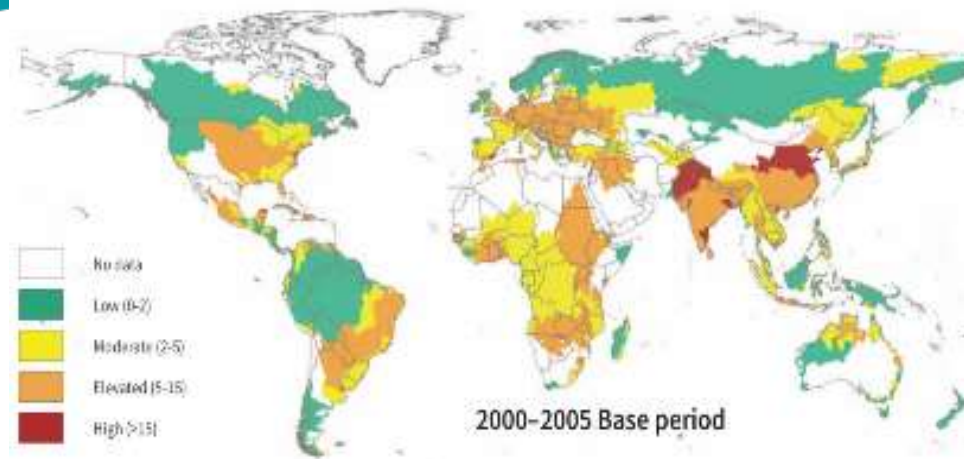 No data
Low (0-2)
Moderate (2-5)
Elevated (5-15)
High (>15)
2000–2005 Base period